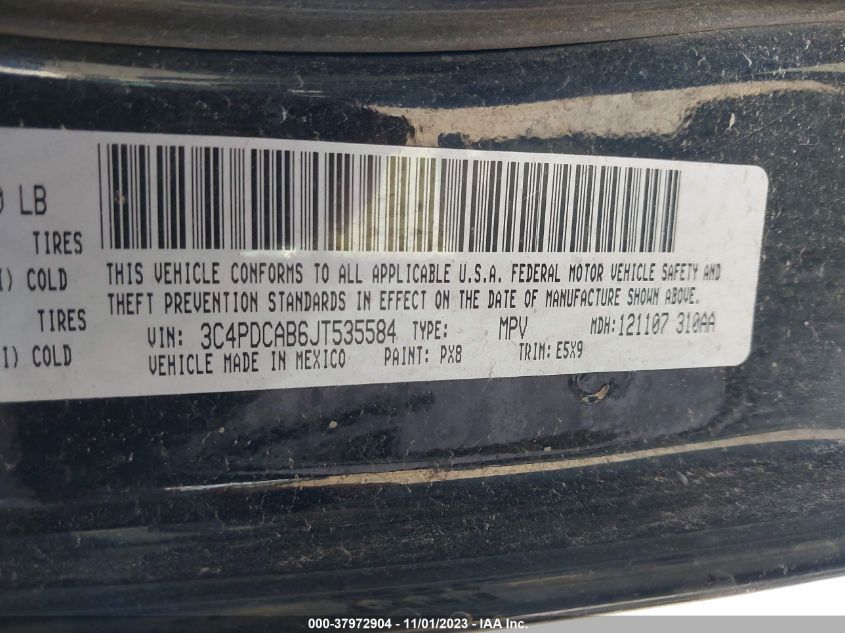 LB
TIRES
COLD
TIRES
COLD
THIS VEHICLE CONFORMS TO ALL APPLICABLE U.S.A. FEDERAL MOTOR VEHICLE SAFETY AND
THEFT PREVENTION STANDARDS IN EFFECT ON THE DATE OF MANUFACTURE SHOWN ABOVE.
VIN: 3C4PDCAB6JT535584 TYPE: MPV MDH:121107 310AA
VEHICLE MADE IN MEXICO PAINT: PX8 TRIM:E5X9
000-37972904 - 11/01/2023 - IAA Inc.